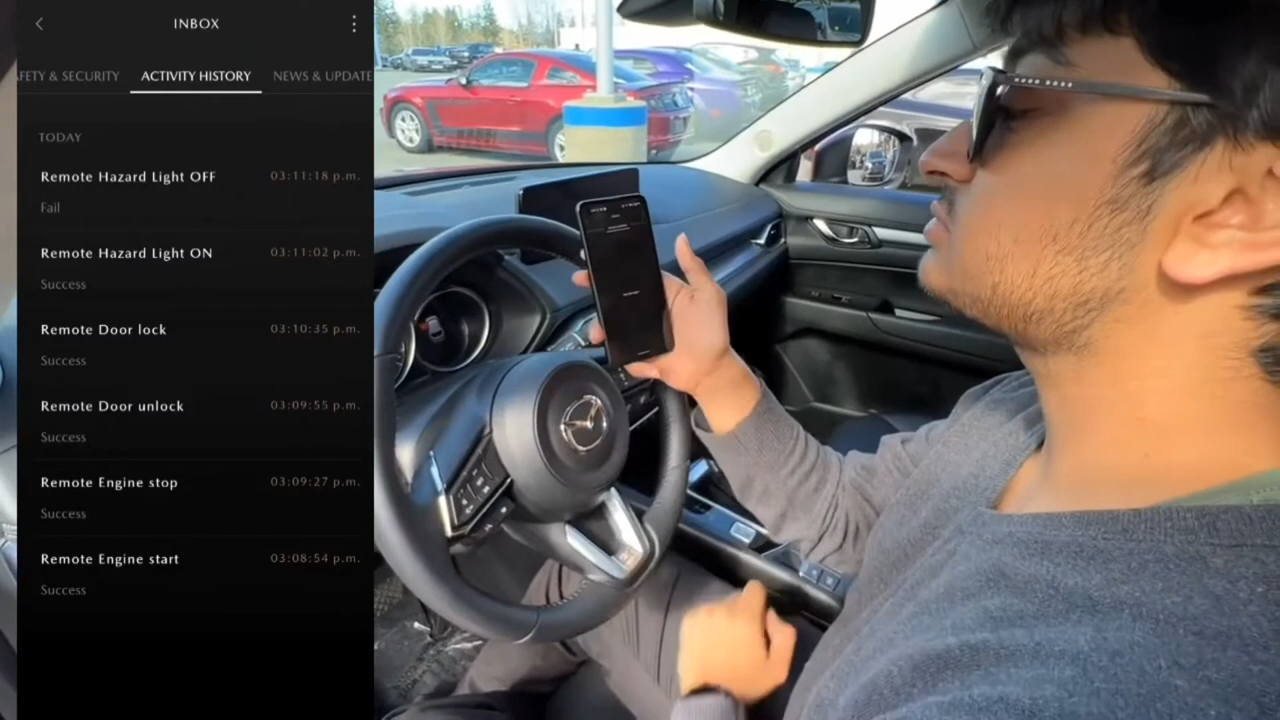 INBOX
AFETY & SECURITY ACTIVITY HISTORY NEWS & UPDATE
TODAY
Remote Hazard Light OFF 03:11:18 p.m.
Fail
Remote Hazard Light ON 03:11:02 p.m.
Success
Remote Door lock 03:10:35 p.m.
Success
Remote Door unlock 03:09:55 p.m.
Success
Remote Engine stop 03:09:27 p.m.
Success
Remote Engine start 03:08:54 p.m.
Success
HUGO BOSS